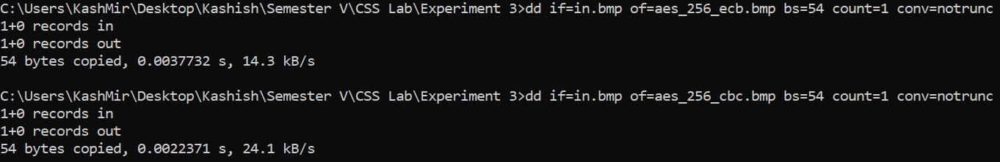 C:\Users\KashMir\Desktop\Kashish\Semester V\CSS Lab\Experiment 3>dd if=in.bmp of=aes_256_ecb.bmp bs=54 count=1 conv=notrunc
1+0 records in
1+0 records out
54 bytes copied, 0.0037732 s, 14.3 kB/s
C:\Users\KashMir\Desktop\Kashish\Semester V\CSS Lab\Experiment 3>dd if=in.bmp of=aes_256_cbc.bmp bs=54 count=1 conv=notrunc
1+0 records in
1+0 records out
54 bytes copied, 0.0022371 s, 24.1 kB/s